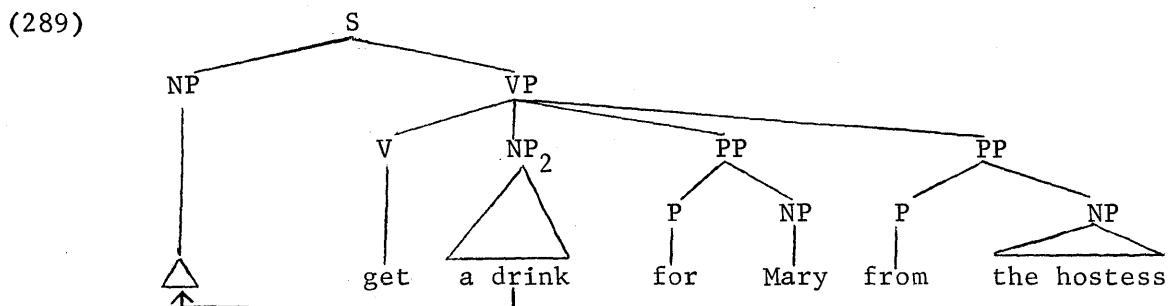 (289)
S
NP VP
V NP2 PP PP
P NP P NP
get a drink for Mary from the hostess